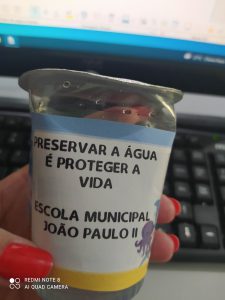 PRESERVAR A ÁGUA
É PROTEGER A
VIDA
ESCOLA MUNICIPAL
JOÃO PAULO II
REDMI NOTE 8
AI QUAD CAMERA